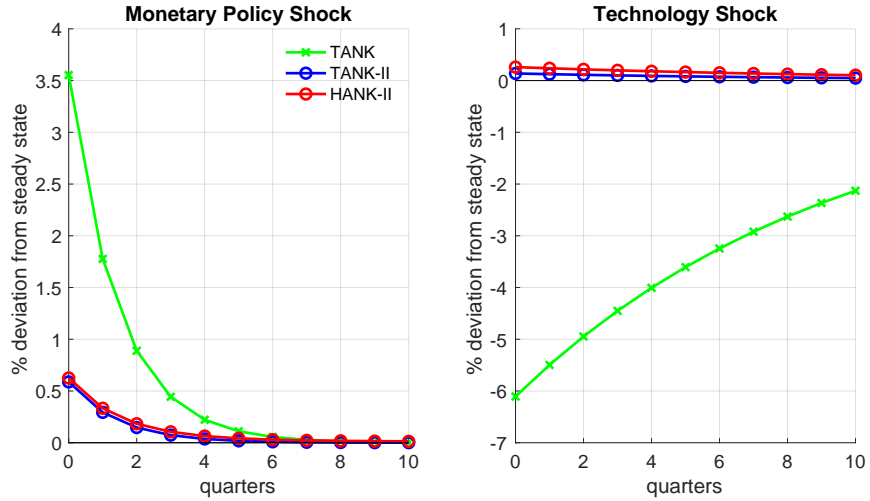 Monetary Policy Shock
% deviation from steady state
4
3.5
3
2.5
2
1.5
1
0.5
0
0 2 4 6 8 10
quarters
TANK
TANK-II
HANK-II
Technology Shock
% deviation from steady state
1
0
-1
-2
-3
-4
-5
-6
-7
0 2 4 6 8 10
quarters